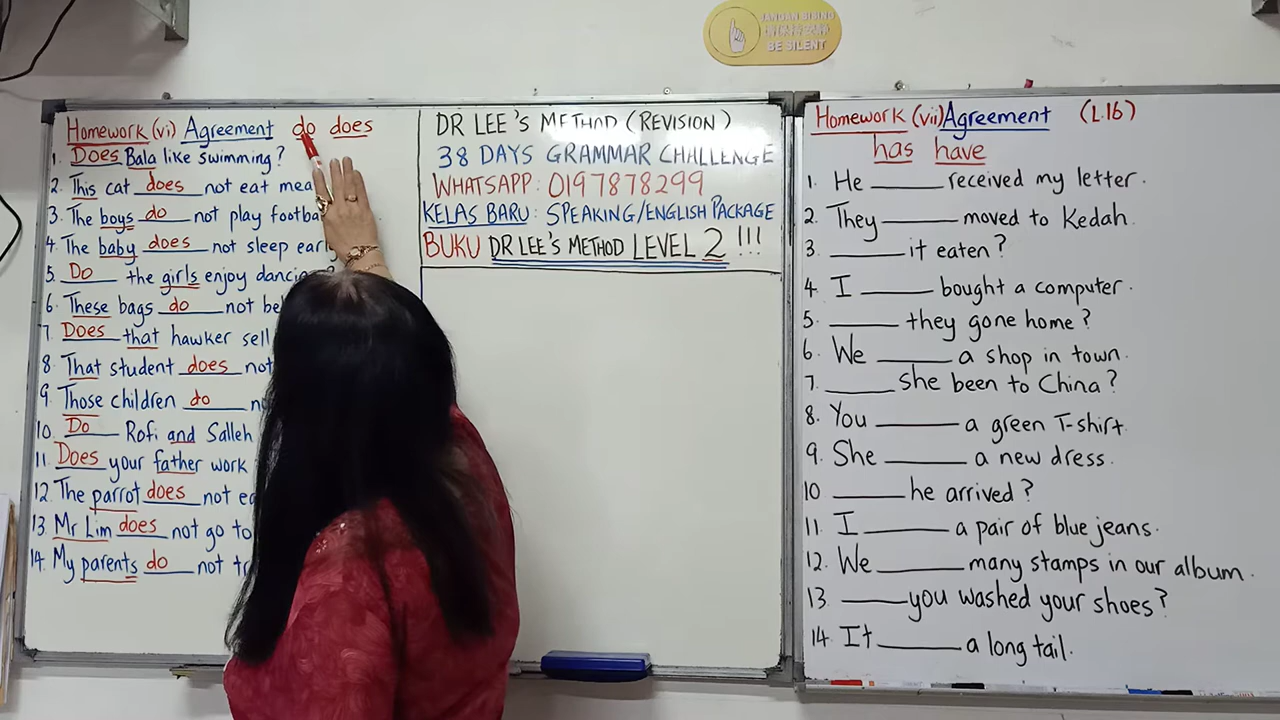 JANGAN BISING
BE SILENT
Homework (vi) Agreement do does
1. Does Bala like swimming?
2. This cat does not eat
3. The boys do not play
4. The baby does not sleep
5. Do the girls enjoy
6. These bags do not
7. Does that hawker sell
8. That student does not
9. Those children do
10. Do Rofi and Salleh
11. Does your father work
12. The parrot does not
13. Mr Lim does not go to
14. My parents do not
DR LEE'S METHOD (REVISION)
38 DAYS GRAMMAR CHALLENGE
WHATSAPP: 0197878299
KELAS BARU: SPEAKING/ENGLISH PACKAGE
BUKU DR LEE'S METHOD LEVEL 2 !!!
Homework (vii) Agreement (L.16)
has have
1. He ______ received my letter.
2. They ______ moved to Kedah.
3. ______ it eaten?
4. I ______ bought a computer.
5. ______ they gone home?
6. We ______ a shop in town.
7. ______ she been to China?
8. You ______ a green T-shirt.
9. She ______ a new dress.
10 ______ he arrived?
11. I ______ a pair of blue jeans.
12. We ______ many stamps in our album.
13. ______ you washed your shoes?
14. It ______ a long tail.